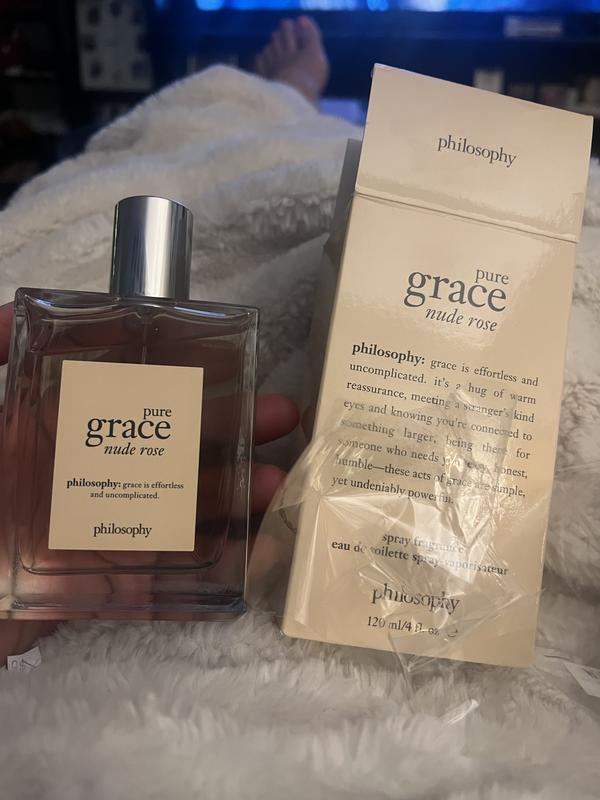 pure
grace
nude rose
philosophy: grace is effortless
and uncomplicated.
philosophy
philosophy
pure
grace
nude rose
philosophy: grace is effortless and
uncomplicated. it's a hug of warm
reassurance, meeting a stranger's kind
eyes and knowing you're connected to
something larger, being there for
someone who needs you. honest,
humble—these acts of grace are simple,
yet undeniably powerful.
spray fragrance
eau de toilette spray-vaporisateur
philosophy
120 ml/4 fl. oz ℮